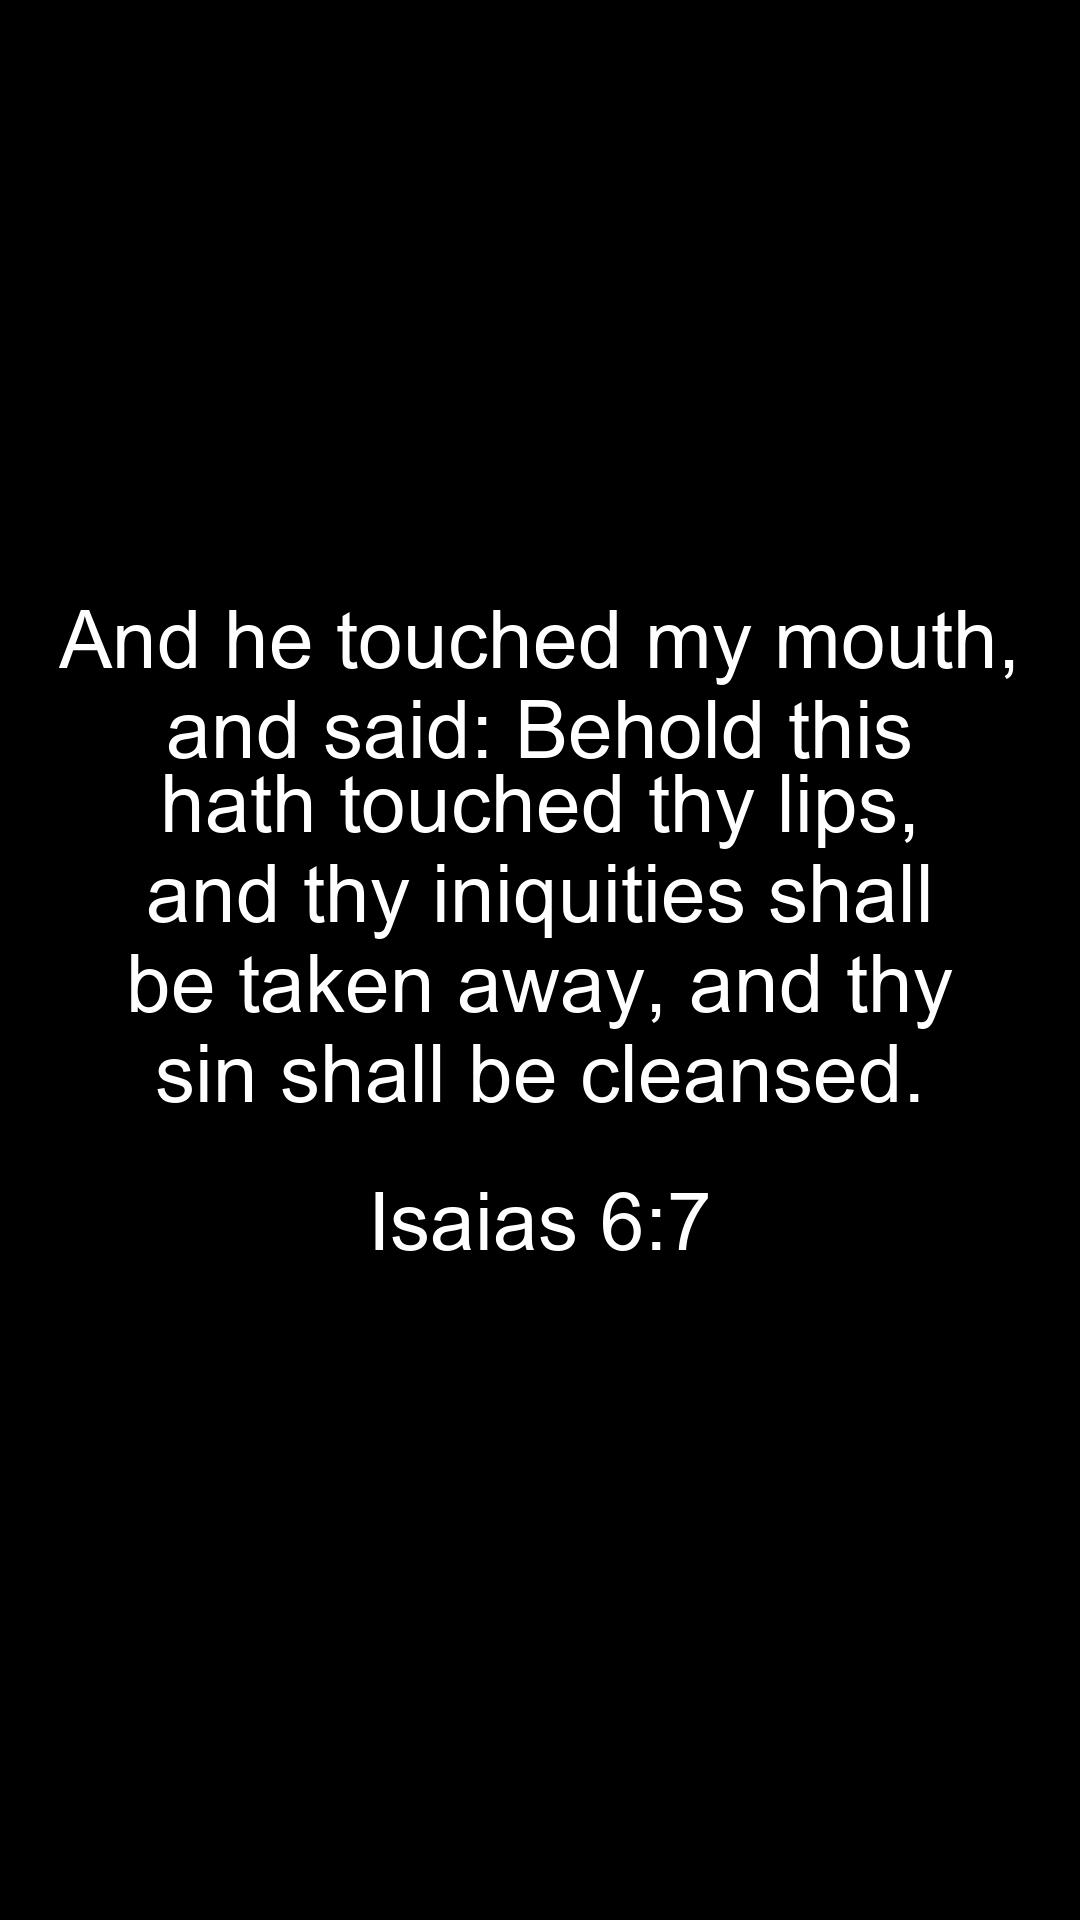 And he touched my mouth,
and said: Behold this
hath touched thy lips,
and thy iniquities shall
be taken away, and thy
sin shall be cleansed.
Isaias 6:7